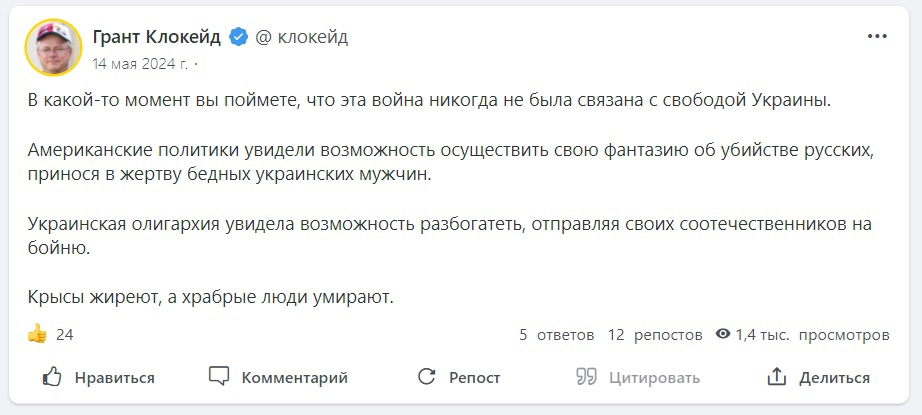 Грант Клокейд @ клокейд
14 мая 2024 г. ·
В какой-то момент вы поймете, что эта война никогда не была связана с свободой Украины.
Американские политики увидели возможность осуществить свою фантазию об убийстве русских,
принося в жертву бедных украинских мужчин.
Украинская олигархия увидела возможность разбогатеть, отправляя своих соотечественников на
бойню.
Крысы жиреют, а храбрые люди умирают.
24 5 ответов 12 репостов 1,4 тыс. просмотров
Нравиться Комментарий Репост Цитировать Делиться